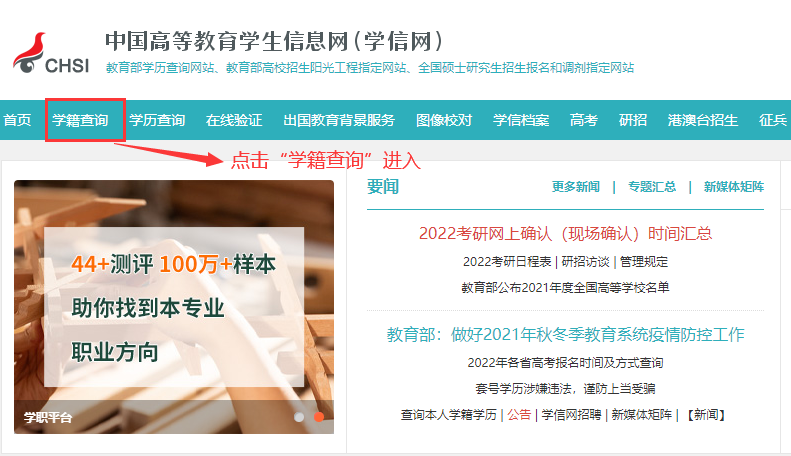 CHSI
中国高等教育学生信息网(学信网)
教育部学历查询网站、教育部高校招生阳光工程指定网站、全国硕士研究生招生报名和调剂指定网站
首页 学籍查询 学历查询 在线验证 出国教育背景服务 图像校对 学信档案 高考 研招 港澳台招生 征兵
点击“学籍查询”进入
44+测评 100万+样本
助你找到本专业
职业方向
学职平台
要闻 更多新闻 | 专题汇总 | 新媒体矩阵
2022考研网上确认（现场确认）时间汇总
2022考研日程表 | 研招访谈 | 管理规定
教育部公布2021年度全国高等学校名单
教育部：做好2021年秋冬季教育系统疫情防控工作
2022年各省高考报名时间及方式查询
套号学历涉嫌违法，谨防上当受骗
查询本人学籍学历 | 公告 | 学信网招聘 | 新媒体矩阵 | 【新闻】